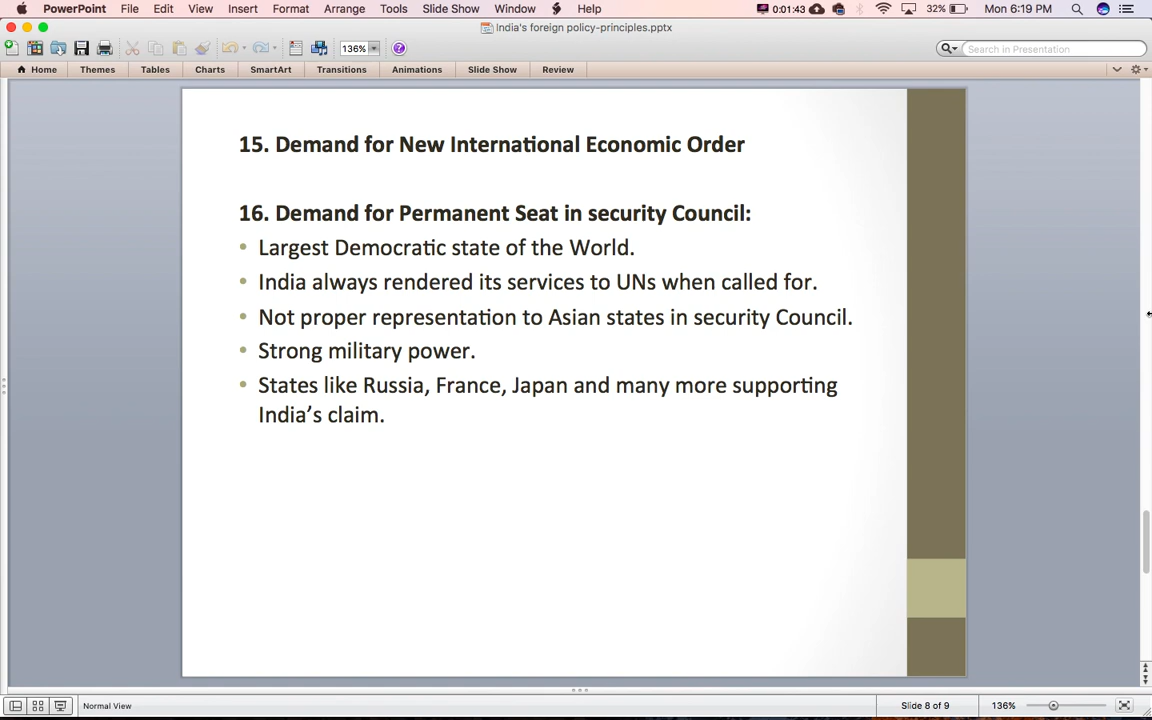 PowerPoint File Edit View Insert Format Arrange Tools Slide Show Window Help 0:01:43 32% Mon 6:19 PM
India's foreign policy-principles.pptx
136% Search in Presentation
Home Themes Tables Charts SmartArt Transitions Animations Slide Show Review
15. Demand for New International Economic Order
16. Demand for Permanent Seat in security Council:
• Largest Democratic state of the World.
• India always rendered its services to UNs when called for.
• Not proper representation to Asian states in security Council.
• Strong military power.
• States like Russia, France, Japan and many more supporting
India's claim.
Normal View Slide 8 of 9 136%